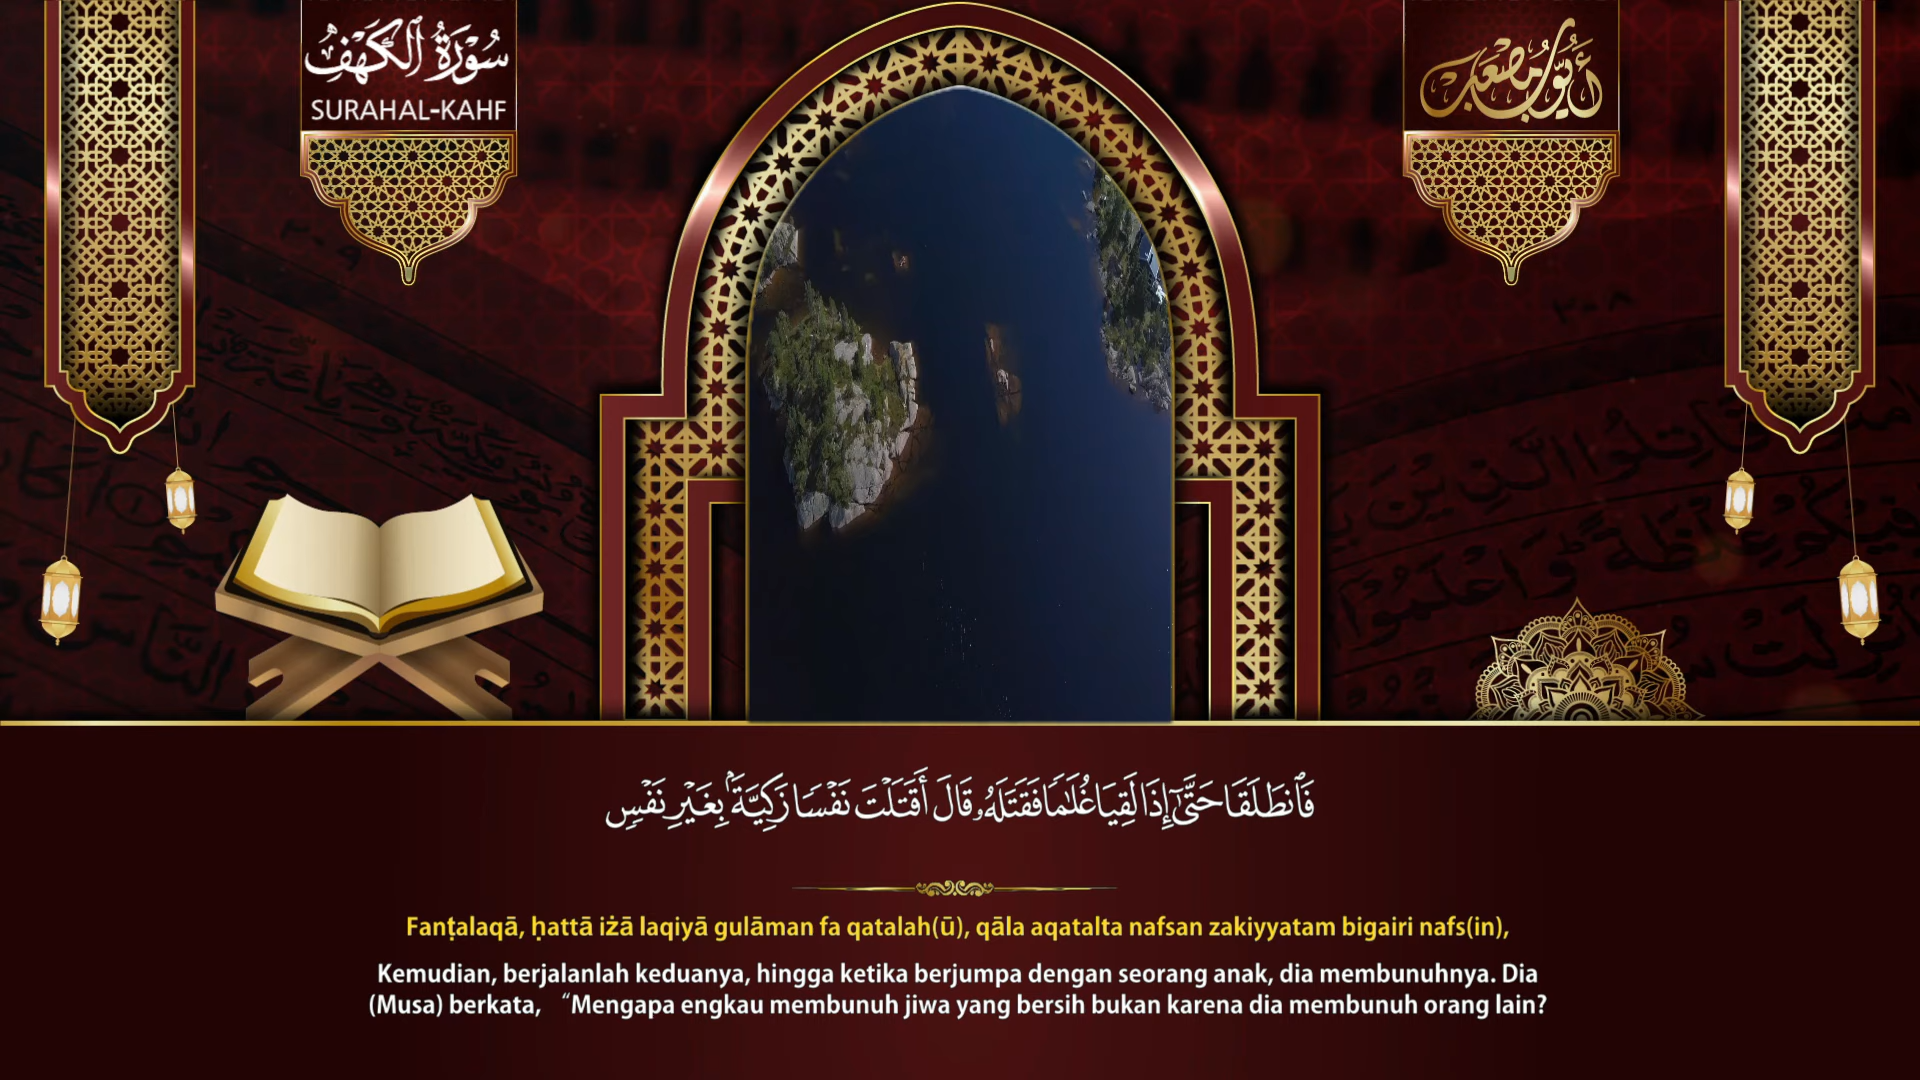 سُورَةُ الكَهْفِ
SURAHAL-KAHF
أيوب مصعب
فَٱنطَلَقَا حَتَّىٰٓ إِذَا لَقِيَا غُلَٰمًا فَقَتَلَهُۥ قَالَ أَقَتَلْتَ نَفْسًا زَكِيَّةًۢ بِغَيْرِ نَفْسٍ
Fanṭalaqā, ḥattā iżā laqiyā gulāman fa qatalah(ū), qāla aqatalta nafsan zakiyyatam bigairi nafs(in),
Kemudian, berjalanlah keduanya, hingga ketika berjumpa dengan seorang anak, dia membunuhnya. Dia
(Musa) berkata, “Mengapa engkau membunuh jiwa yang bersih bukan karena dia membunuh orang lain?